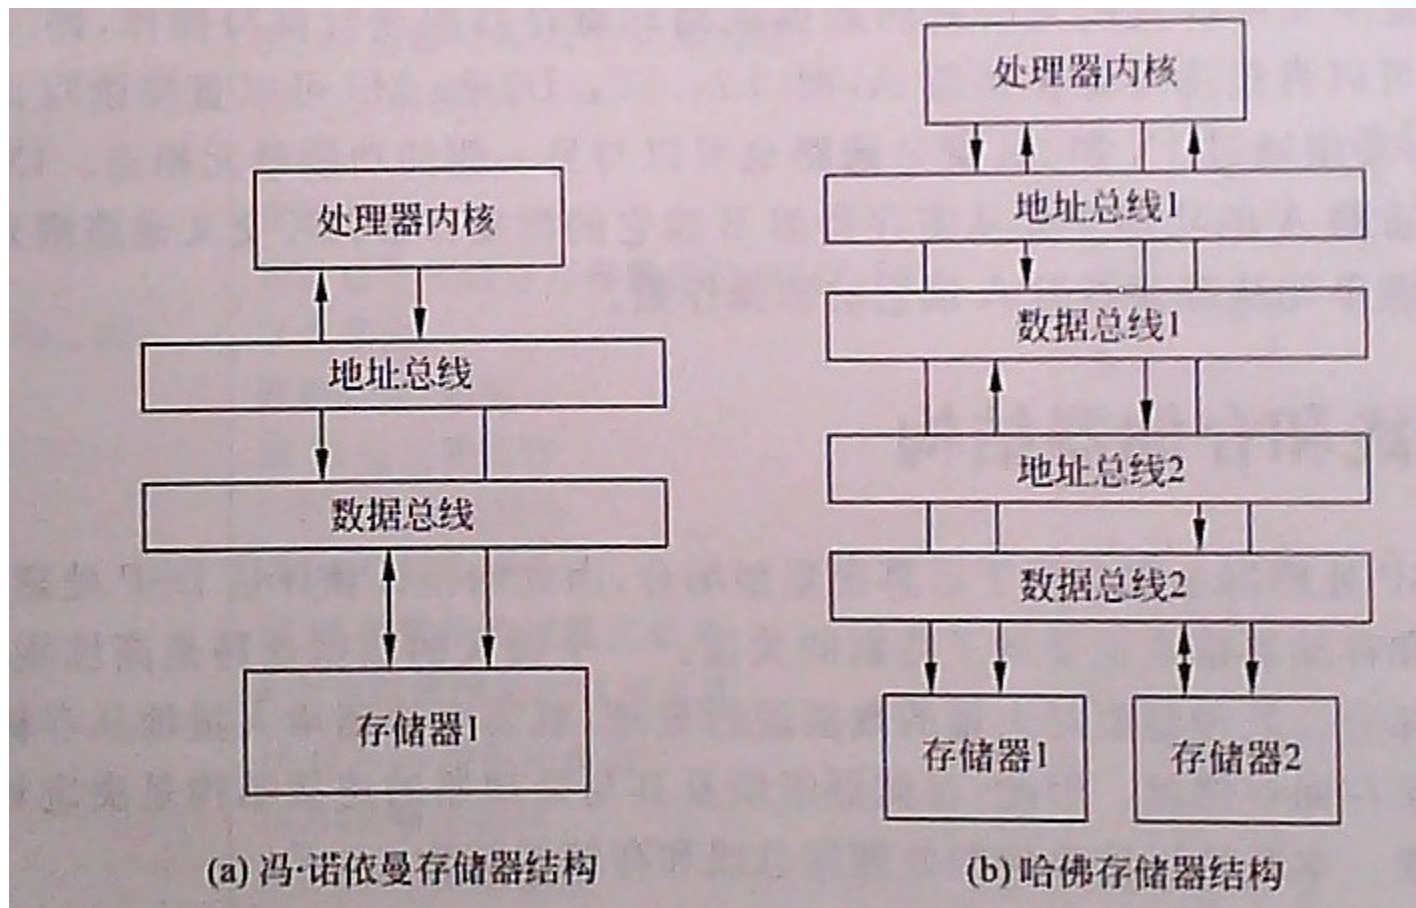 处理器内核
地址总线
数据总线
存储器1
(a) 冯·诺依曼存储器结构
处理器内核
地址总线1
数据总线1
地址总线2
数据总线2
存储器1
存储器2
(b) 哈佛存储器结构